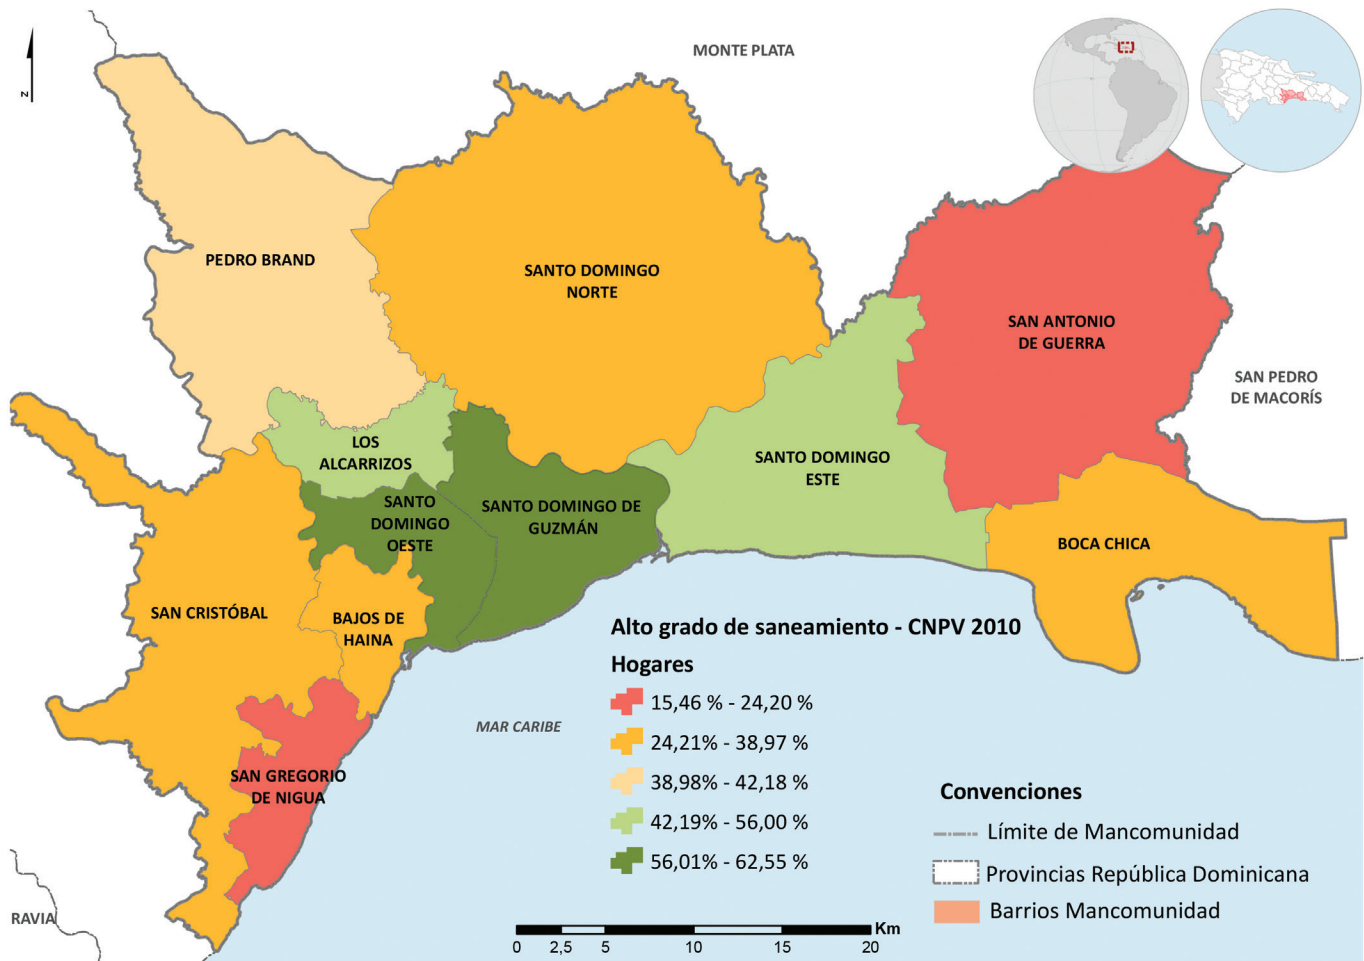 MONTE PLATA
z
PEDRO BRAND
SANTO DOMINGO
NORTE
SAN ANTONIO
DE GUERRA
SAN PEDRO
DE MACORÍS
LOS
ALCARRIZOS
SANTO DOMINGO
ESTE
SANTO
DOMINGO
OESTE
SANTO DOMINGO DE
GUZMÁN
BOCA CHICA
SAN CRISTÓBAL
BAJOS DE
HAINA
SAN GREGORIO
DE NIGUA
MAR CARIBE
RAVIA
Alto grado de saneamiento - CNPV 2010
Hogares
15,46 % - 24,20 %
24,21% - 38,97 %
38,98% - 42,18 %
42,19% - 56,00 %
56,01% - 62,55 %
Convenciones
Límite de Mancomunidad
Provincias República Dominicana
Barrios Mancomunidad
Km
0 2,5 5 10 15 20